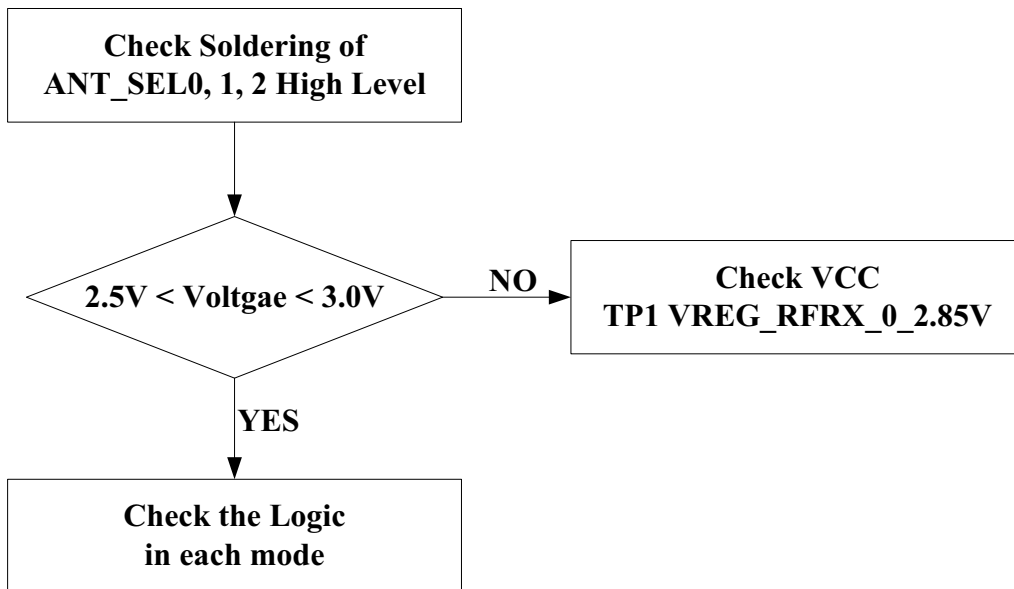 Check Soldering of
ANT_SEL0, 1, 2 High Level
2.5V < Voltgae < 3.0V
NO
Check VCC
TP1 VREG_RFRX_0_2.85V
YES
Check the Logic
in each mode